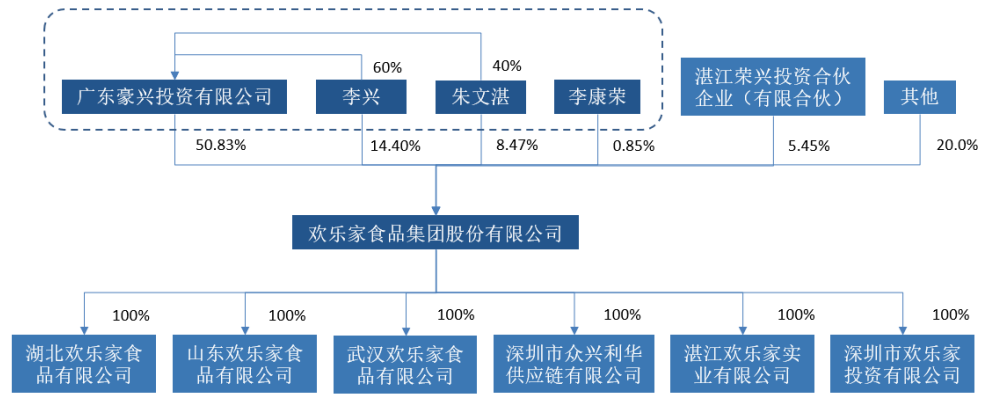 60%
40%
广东豪兴投资有限公司
李兴
朱文湛
李康荣
湛江荣兴投资合伙
企业（有限合伙）
其他
50.83%
14.40%
8.47%
0.85%
5.45%
20.0%
欢乐家食品集团股份有限公司
100%
100%
100%
100%
100%
100%
湖北欢乐家食
品有限公司
山东欢乐家食
品有限公司
武汉欢乐家食
品有限公司
深圳市众兴利华
供应链有限公司
湛江欢乐家实
业有限公司
深圳市欢乐家
投资有限公司